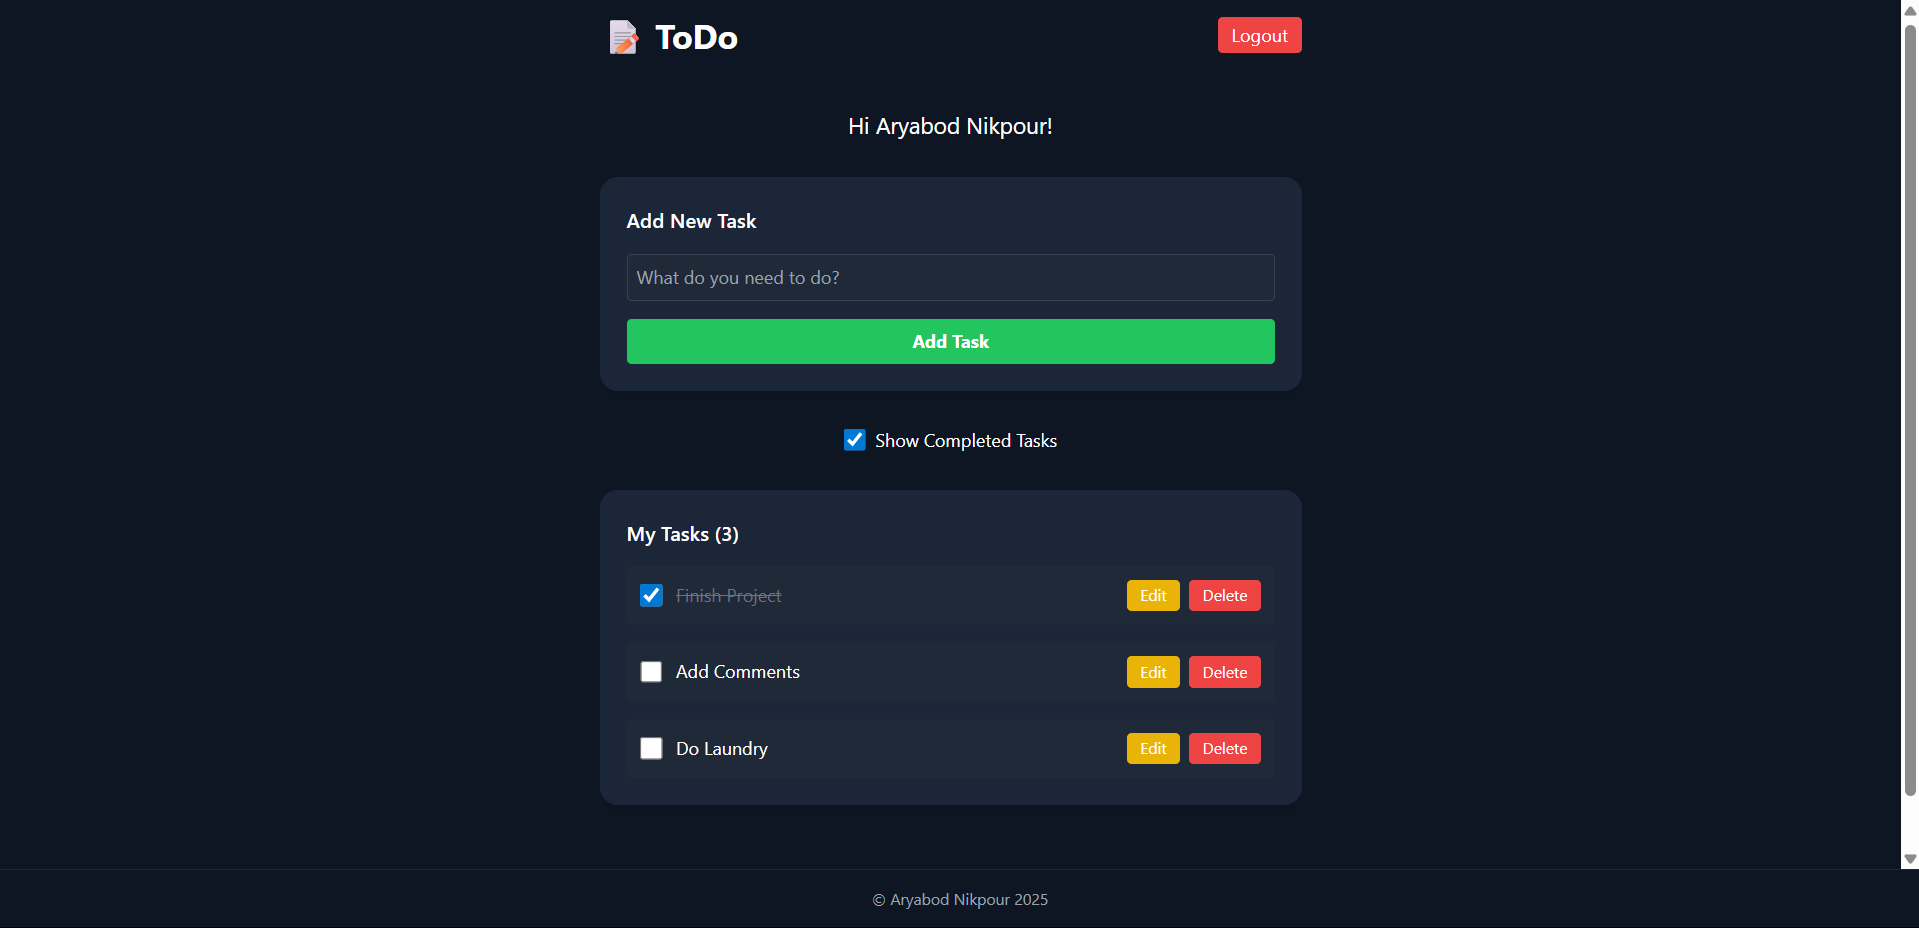 ToDo
Logout
Hi Aryabod Nikpour!
Add New Task
What do you need to do?
Add Task
Show Completed Tasks
My Tasks (3)
Finish Project
Edit
Delete
Add Comments
Edit
Delete
Do Laundry
Edit
Delete
© Aryabod Nikpour 2025